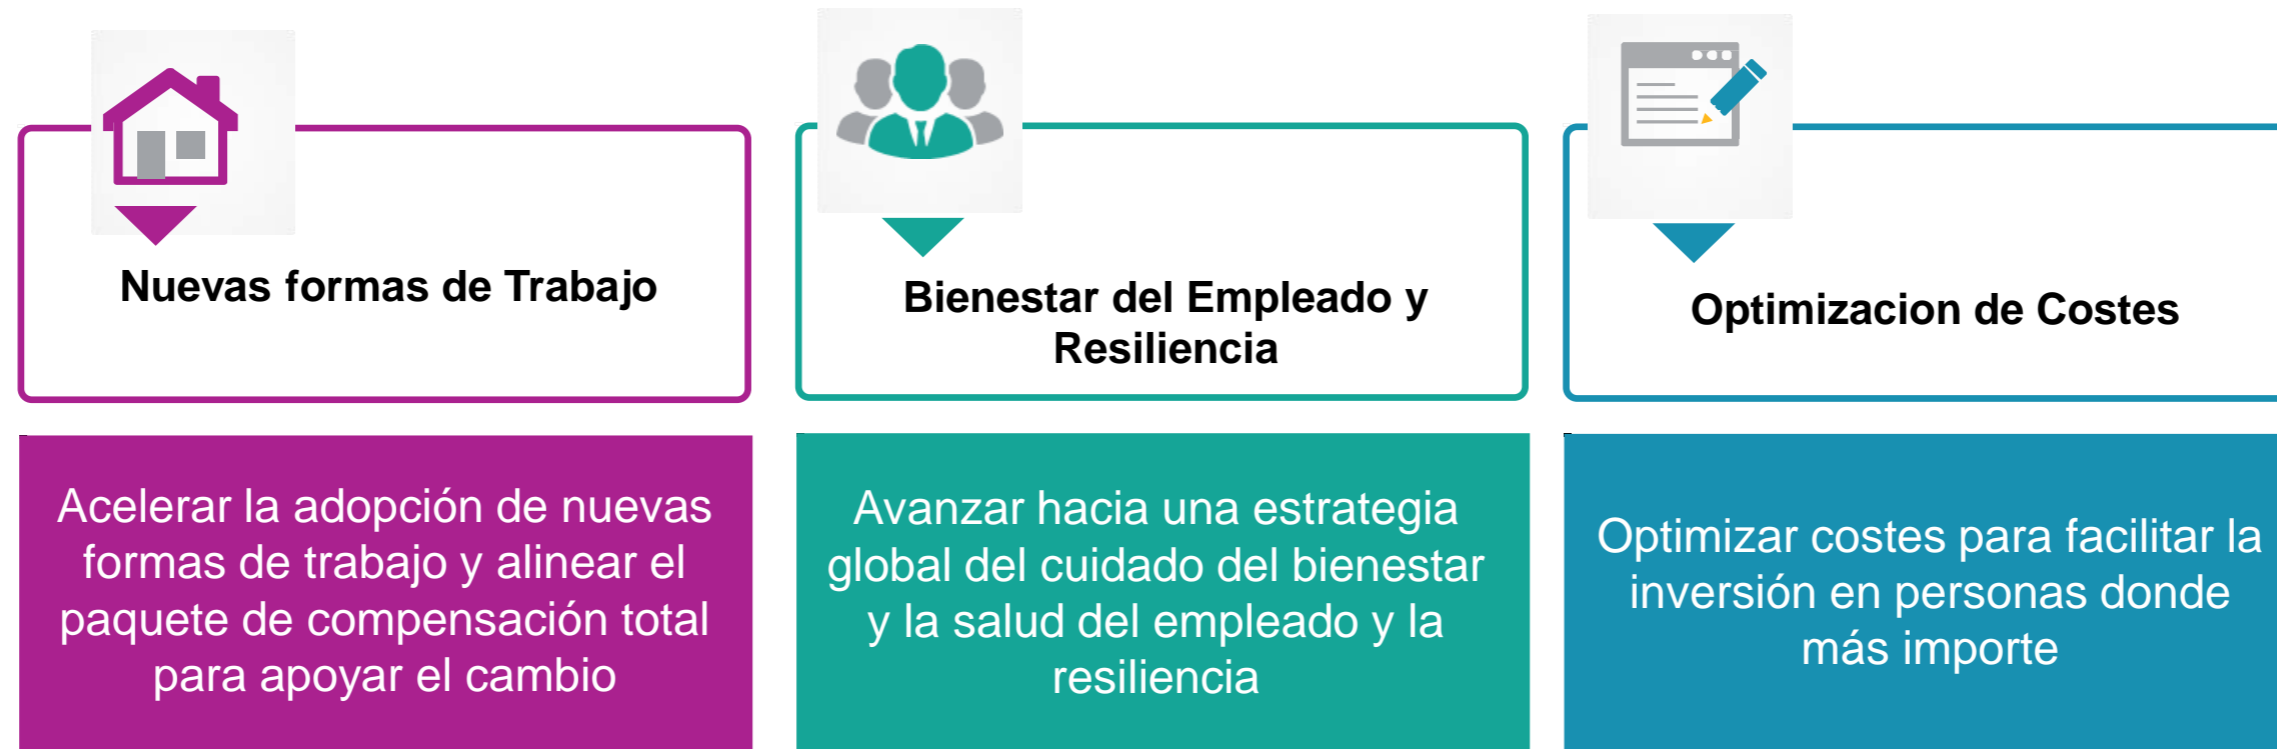 Nuevas formas de Trabajo
Bienestar del Empleado y
Resiliencia
Optimizacion de Costes
Acelerar la adopción de nuevas
formas de trabajo y alinear el
paquete de compensación total
para apoyar el cambio
Avanzar hacia una estrategia
global del cuidado del bienestar
y la salud del empleado y la
resiliencia
Optimizar costes para facilitar la
inversión en personas donde
más importe